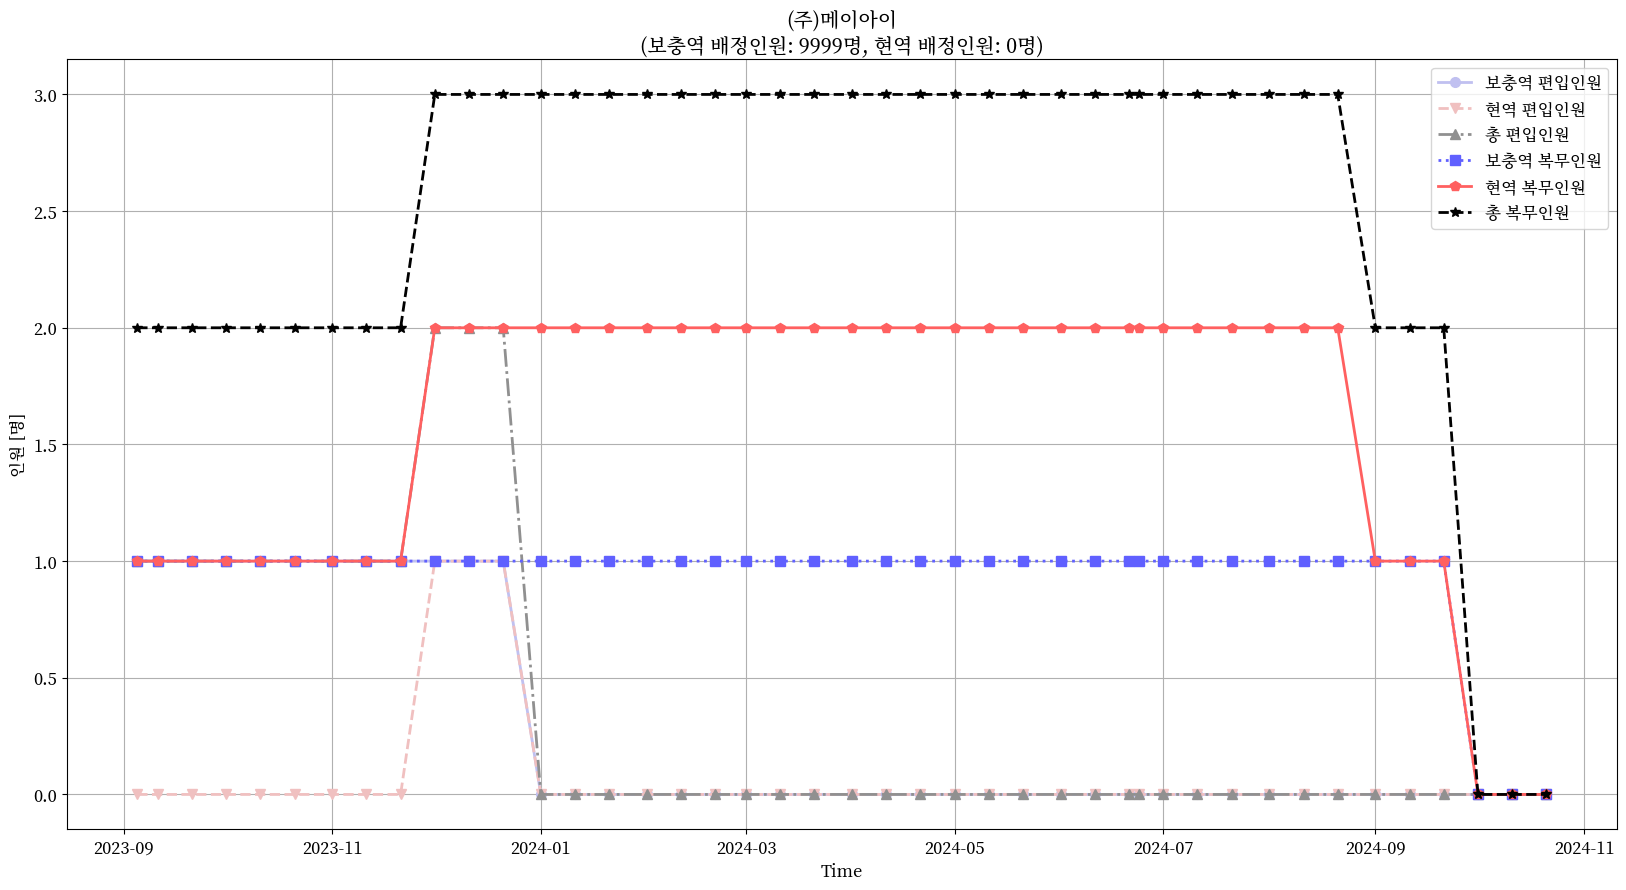 (주)메이아이
(보충역 배정인원: 9999명, 현역 배정인원: 0명)
보충역 편입인원
현역 편입인원
총 편입인원
보충역 복무인원
현역 복무인원
총 복무인원
3.0
2.5
2.0
1.5
1.0
0.5
0.0
인원 [명]
2023-09
2023-11
2024-01
2024-03
2024-05
2024-07
2024-09
2024-11
Time